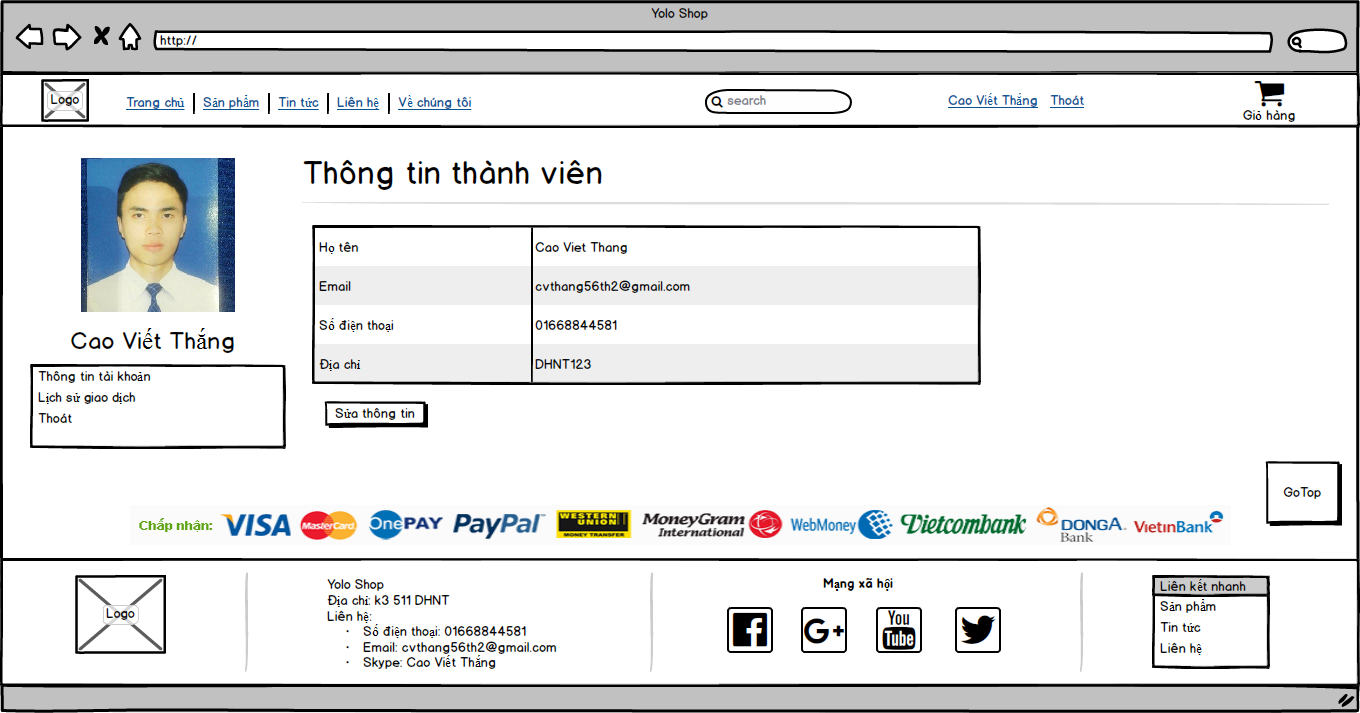 Yolo Shop
http://
Logo
Trang chủ
Sản phẩm
Tin tức
Liên hệ
Về chúng tôi
search
Cao Viết Thắng
Thoát
Giỏ hàng
Cao Viết Thắng
Thông tin tài khoản
Lịch sử giao dịch
Thoát
Thông tin thành viên
Họ tên
Cao Viet Thang
Email
cvthang56th2@gmail.com
Số điện thoại
01668844581
Địa chỉ
DHNT123
Sửa thông tin
GoTop
Chấp nhận:
VISA
MasterCard
OnePAY
PayPal
WESTERN
UNION
MONEY TRANSFER
MoneyGram
International
WebMoney
Vietcombank
DONGA
Bank
VietinBank
Logo
Yolo Shop
Địa chỉ: k3 511 DHNT
Liên hệ:
· Số điện thoại: 01668844581
· Email: cvthang56th2@gmail.com
· Skype: Cao Viết Thắng
Mạng xã hội
G+
You
Tube
Liên kết nhanh
Sản phẩm
Tin tức
Liên hệ